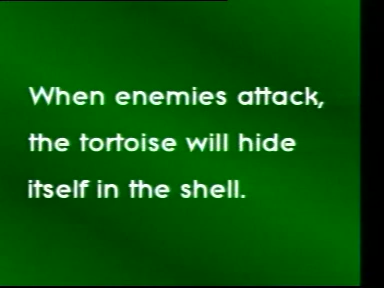 When enemies attack,
the tortoise will hide
itself in the shell.